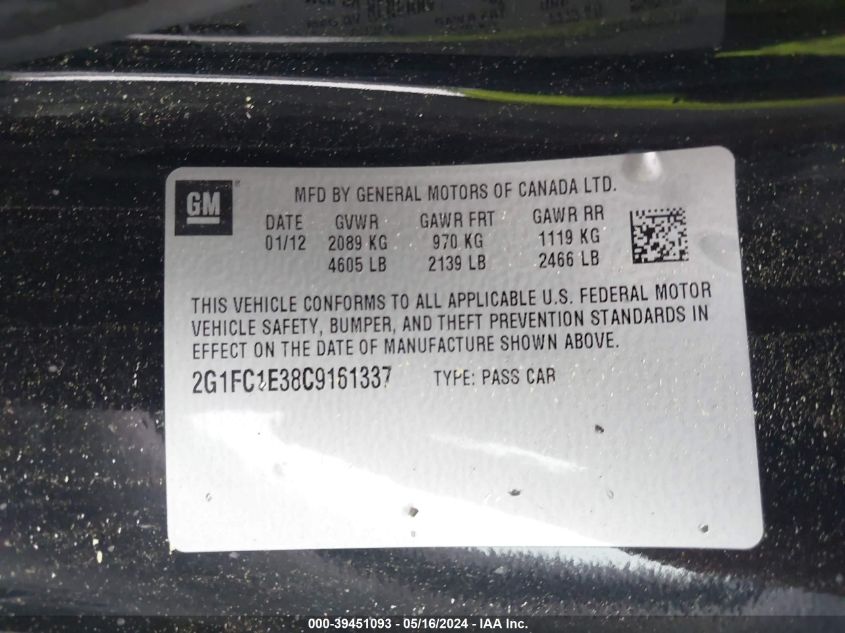 GAWR FRT
GM
MFD BY GENERAL MOTORS OF CANADA LTD.
DATE GVWR GAWR FRT GAWR RR
01/12 2089 KG 970 KG 1119 KG
4605 LB 2139 LB 2466 LB
THIS VEHICLE CONFORMS TO ALL APPLICABLE U.S. FEDERAL MOTOR
VEHICLE SAFETY, BUMPER, AND THEFT PREVENTION STANDARDS IN
EFFECT ON THE DATE OF MANUFACTURE SHOWN ABOVE.
2G1FC1E38C9161337 TYPE: PASS CAR
000-39451093 - 05/16/2024 - IAA Inc.